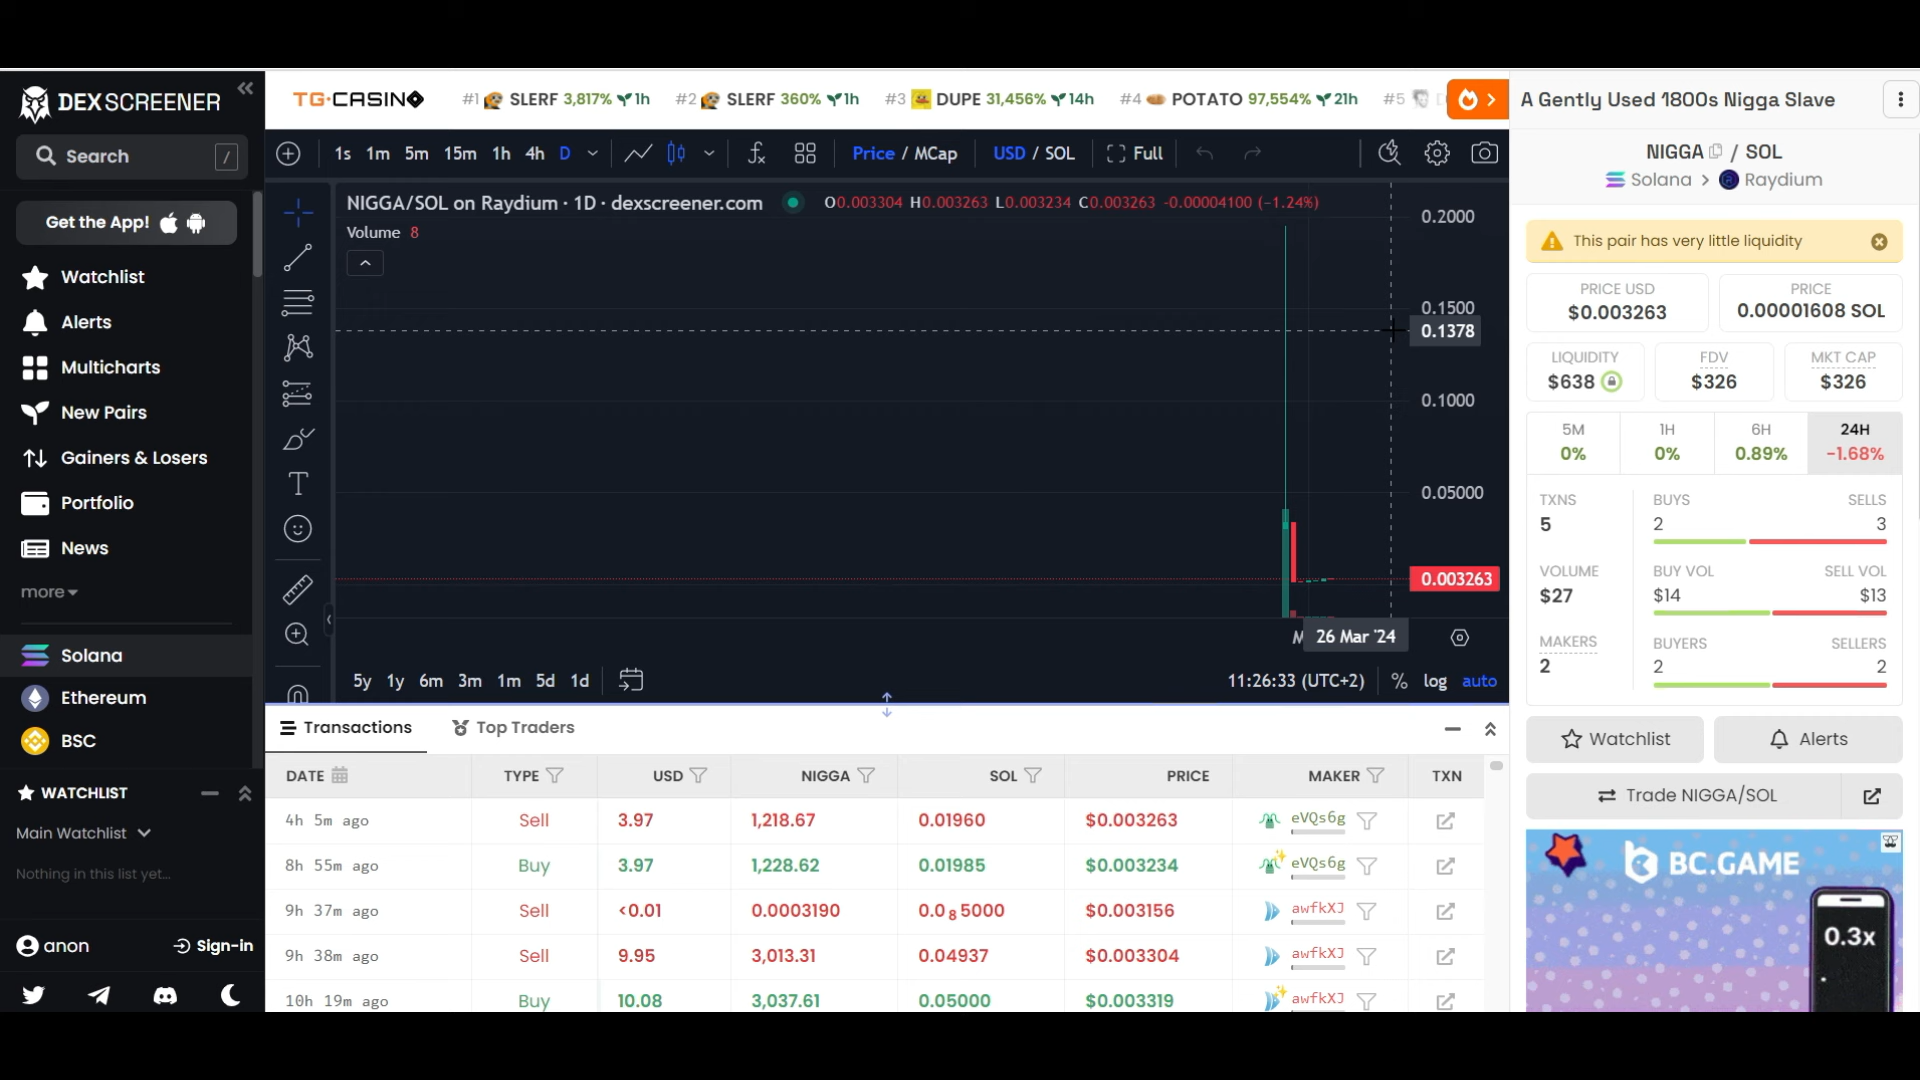 DEX SCREENER
Search /
Get the App!
Watchlist
Alerts
Multicharts
New Pairs
Gainers & Losers
Portfolio
News
more
Solana
Ethereum
BSC
WATCHLIST
Main Watchlist
Nothing in this list yet...
anon Sign-in
TG.CASINO #1 SLERF 3,817% 1h #2 SLERF 360% 1h #3 DUPE 31,456% 14h #4 POTATO 97,554% 21h #5
1s 1m 5m 15m 1h 4h D Price / MCap USD / SOL Full
NIGGA/SOL on Raydium · 1D · dexscreener.com O0.003304 H0.003263 L0.003234 C0.003263 -0.00004100 (−1.24%)
Volume 8
0.2000
0.1500
0.1378
0.1000
0.05000
0.003263
26 Mar '24
5y 1y 6m 3m 1m 5d 1d 11:26:33 (UTC+2) % log auto
Transactions Top Traders
DATE TYPE USD NIGGA SOL PRICE MAKER TXN
4h 5m ago Sell 3.97 1,218.67 0.01960 $0.003263 eVQs6g
8h 55m ago Buy 3.97 1,228.62 0.01985 $0.003234 eVQs6g
9h 37m ago Sell <0.01 0.0003190 0.0₈5000 $0.003156 awfkXJ
9h 38m ago Sell 9.95 3,013.31 0.04937 $0.003304 awfkXJ
10h 19m ago Buy 10.08 3,037.61 0.05000 $0.003319 awfkXJ
A Gently Used 1800s Nigga Slave
NIGGA / SOL
Solana > Raydium
This pair has very little liquidity
PRICE USD PRICE
$0.003263 0.00001608 SOL
LIQUIDITY FDV MKT CAP
$638 $326 $326
5M 1H 6H 24H
0% 0% 0.89% -1.68%
TXNS BUYS SELLS
5 2 3
VOLUME BUY VOL SELL VOL
$27 $14 $13
MAKERS BUYERS SELLERS
2 2 2
Watchlist Alerts
Trade NIGGA/SOL
BC.GAME
0.3x